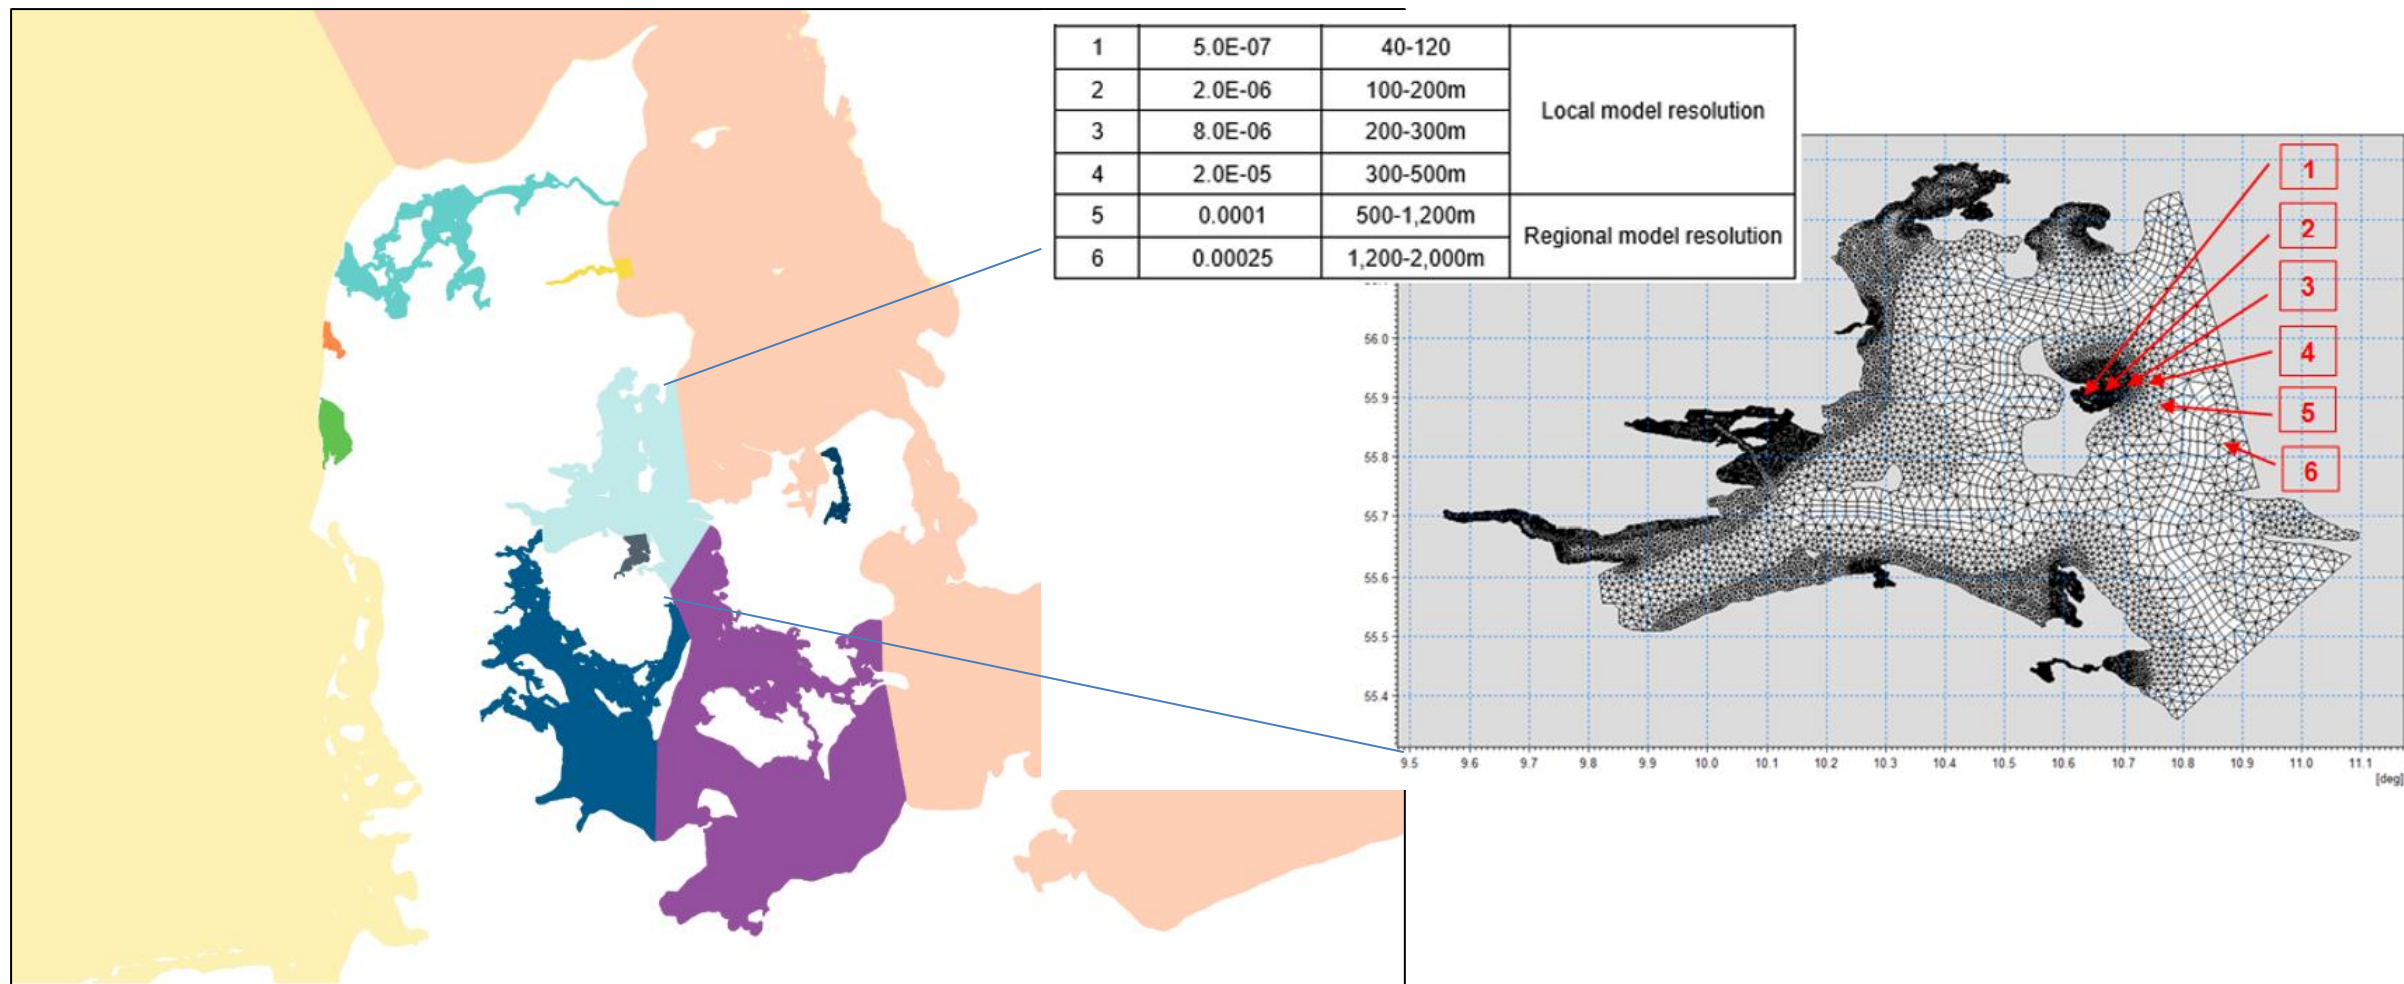 1 5.0E-07 40-120
2 2.0E-06 100-200m
Local model resolution
3 8.0E-06 200-300m
4 2.0E-05 300-500m
5 0.0001 500-1,200m
Regional model resolution
6 0.00025 1,200-2,000m
1
2
3
4
5
6
56.0
55.9
55.8
55.7
55.6
55.5
55.4
9.5 9.6 9.7 9.8 9.9 10.0 10.1 10.2 10.3 10.4 10.5 10.6 10.7 10.8 10.9 11.0 11.1
[deg]